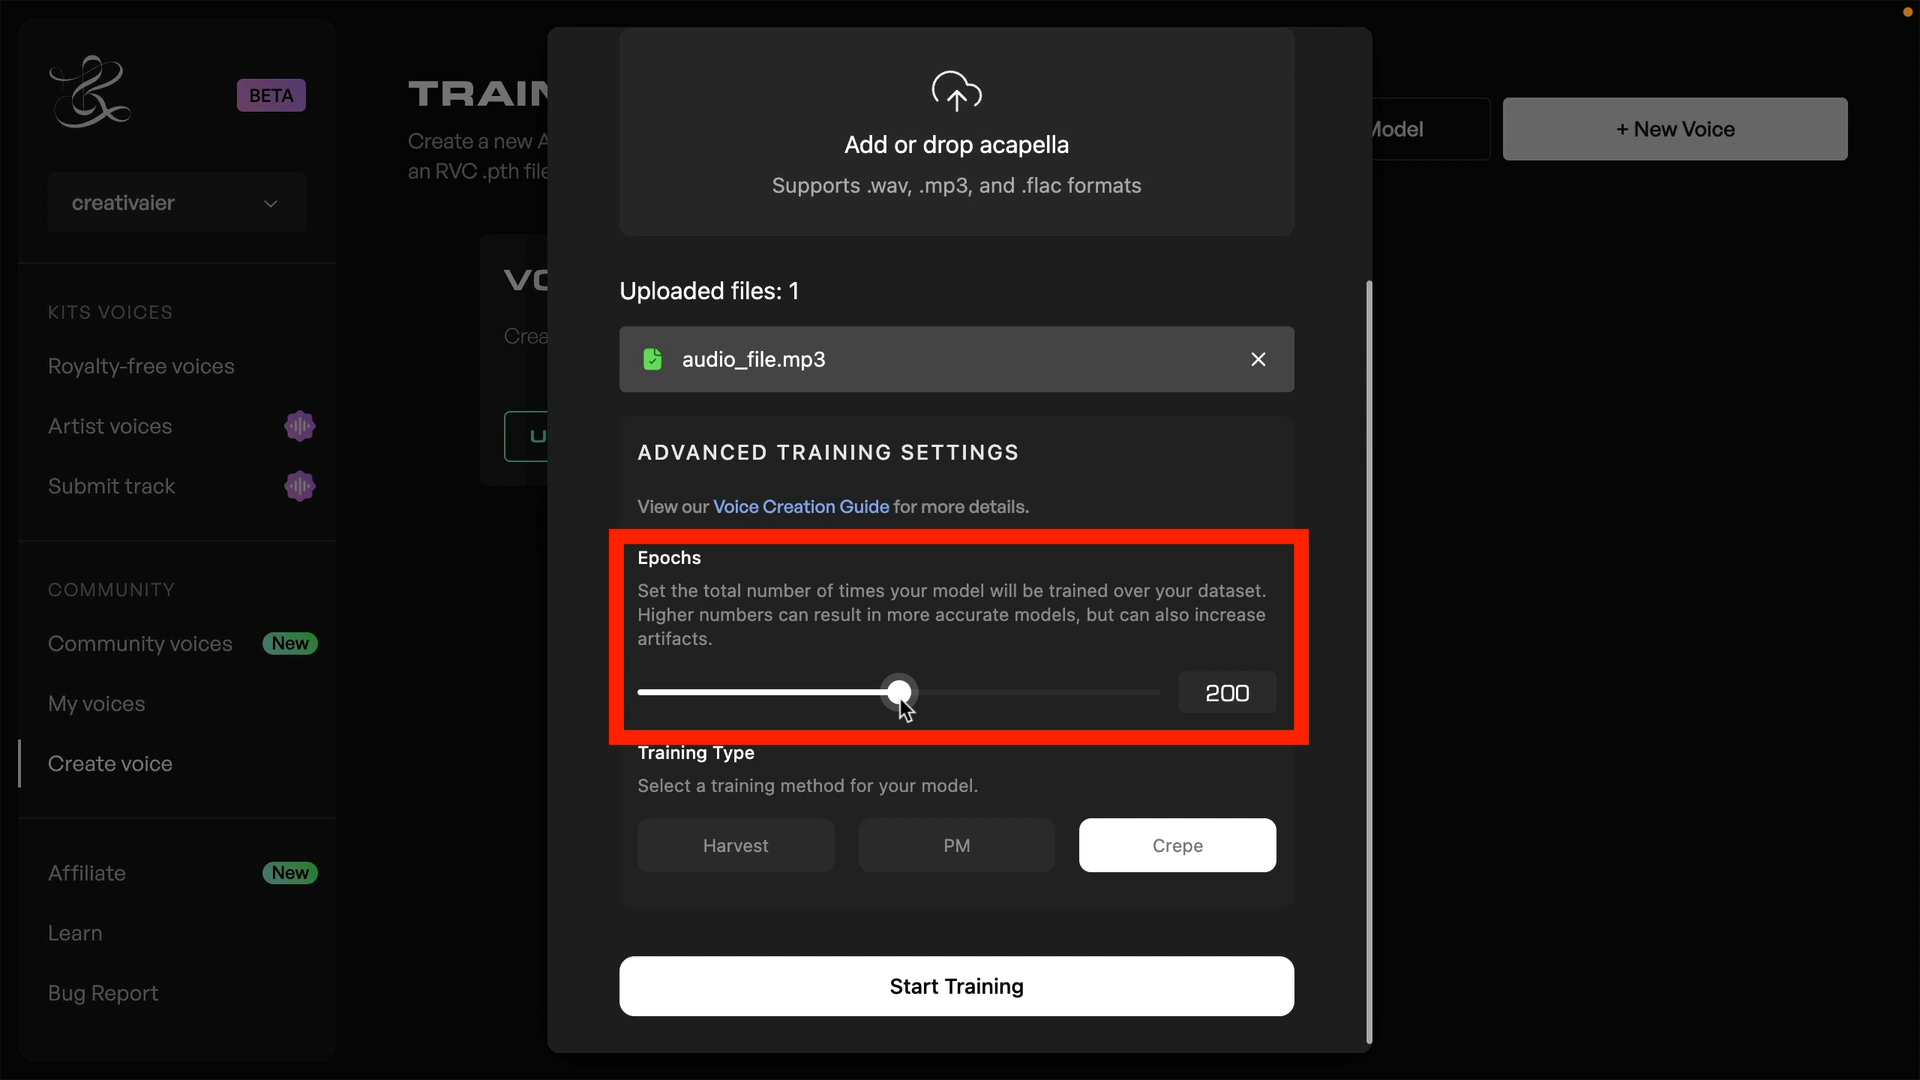 BETA
creativaier
KITS VOICES
Royalty-free voices
Artist voices
Submit track
COMMUNITY
Community voices
New
My voices
Create voice
Affiliate
New
Learn
Bug Report
TRAIN
Create a new A
an RVC .pth file
Model
+ New Voice
VO
Crea
U
Add or drop acapella
Supports .wav, .mp3, and .flac formats
Uploaded files: 1
audio_file.mp3
ADVANCED TRAINING SETTINGS
View our Voice Creation Guide for more details.
Epochs
Set the total number of times your model will be trained over your dataset.
Higher numbers can result in more accurate models, but can also increase
artifacts.
200
Training Type
Select a training method for your model.
Harvest
PM
Crepe
Start Training